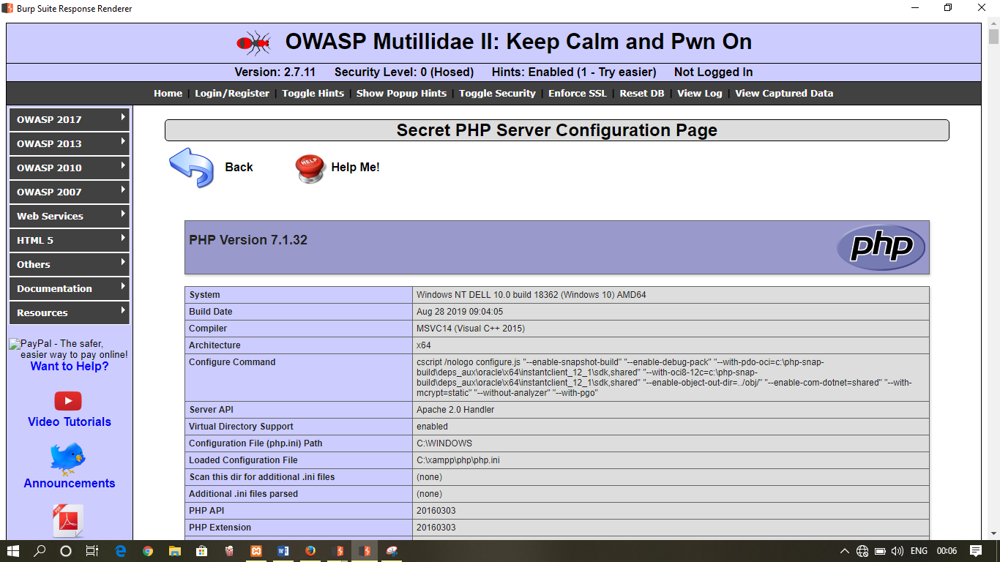 Burp Suite Response Renderer
OWASP Mutillidae II: Keep Calm and Pwn On
Version: 2.7.11 Security Level: 0 (Hosed) Hints: Enabled (1 - Try easier) Not Logged In
Home | Login/Register | Toggle Hints | Show Popup Hints | Toggle Security | Enforce SSL | Reset DB | View Log | View Captured Data
OWASP 2017
OWASP 2013
OWASP 2010
OWASP 2007
Web Services
HTML 5
Others
Documentation
Resources
PayPal - The safer,
easier way to pay online!
Want to Help?
Video Tutorials
Announcements
PDF
Secret PHP Server Configuration Page
Back
HELP
Help Me!
PHP Version 7.1.32
php
System Windows NT DELL 10.0 build 18362 (Windows 10) AMD64
Build Date Aug 28 2019 09:04:05
Compiler MSVC14 (Visual C++ 2015)
Architecture x64
Configure Command cscript /nologo configure.js "--enable-snapshot-build" "--enable-debug-pack" "--with-pdo-oci=c:\php-snap-
build\deps_aux\oracle\x64\instantclient_12_1\sdk,shared" "--with-oci8-12c=c:\php-snap-
build\deps_aux\oracle\x64\instantclient_12_1\sdk,shared" "--enable-object-out-dir=../obj/" "--enable-com-dotnet=shared" "--with-
mcrypt=static" "--without-analyzer" "--with-pgo"
Server API Apache 2.0 Handler
Virtual Directory Support enabled
Configuration File (php.ini) Path C:\WINDOWS
Loaded Configuration File C:\xampp\php\php.ini
Scan this dir for additional .ini files (none)
Additional .ini files parsed (none)
PHP API 20160303
PHP Extension 20160303
ENG 00:06